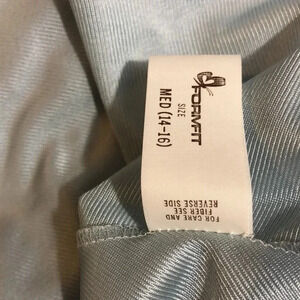 FORMFIT
SIZE
MED (14-16)
FOR CARE AND
FIBER SEE
REVERSE SIDE